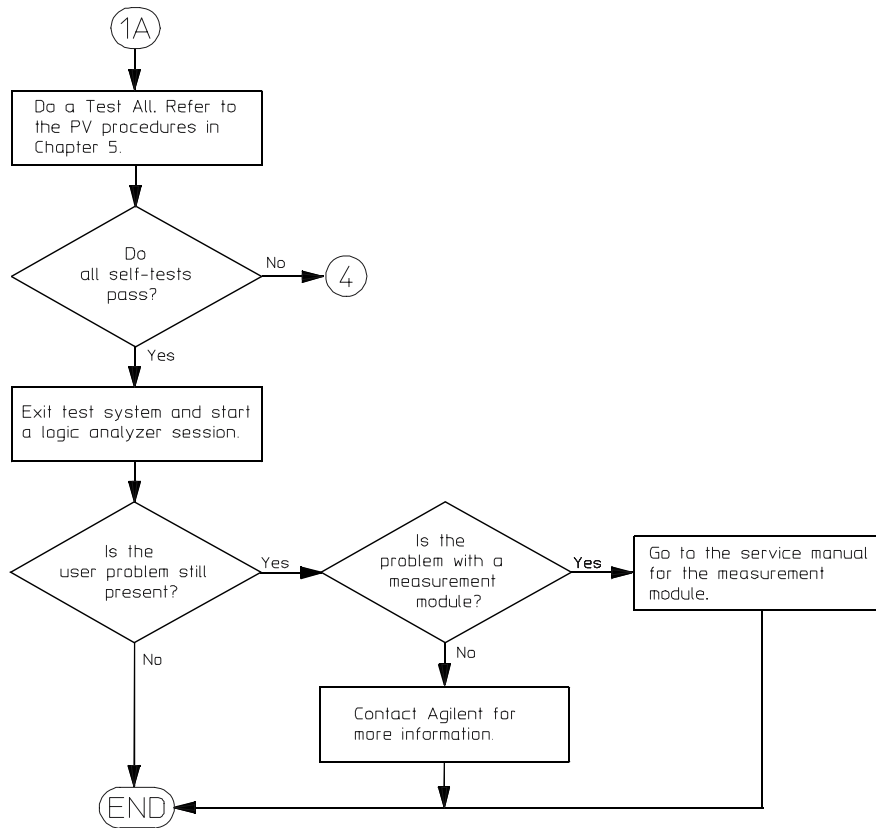 1A
Do a Test All. Refer to
the PV procedures in
Chapter 5.
Do
all self-tests
pass?
No
4
Yes
Exit test system and start
a logic analyzer session.
Is the
user problem still
present?
Yes
Is the
problem with a
measurement
module?
Yes
Go to the service manual
for the measurement
module.
No
No
Contact Agilent for
more information.
END